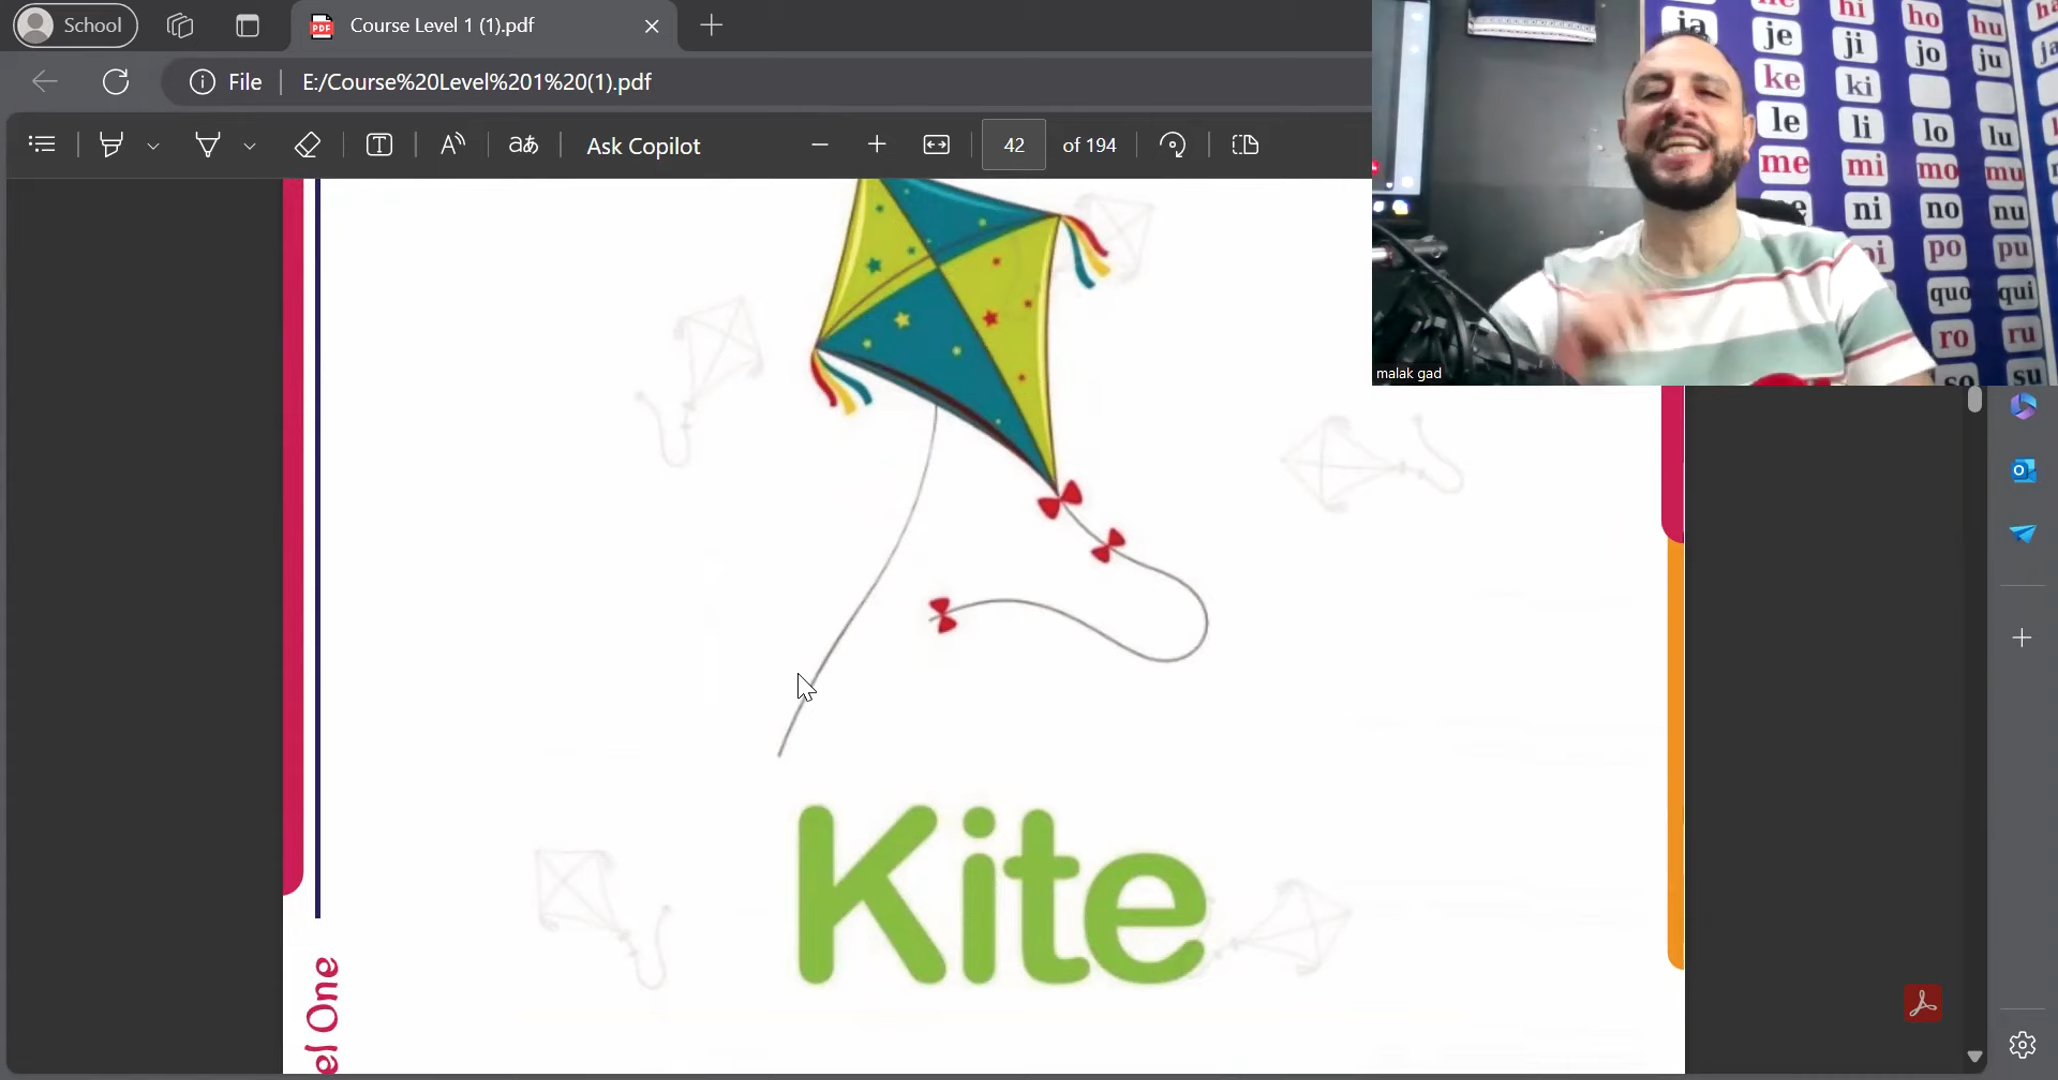 School
Course Level 1 (1).pdf
File
E:/Course%20Level%201%20(1).pdf
Ask Copilot
42 of 194
Kite
el One
malak gad
hi ho hu
ja je ji jo ju
ke ki
le li lo lu
me mi mo mu
ni no nu
po pu
quo qui
ro ru
so su